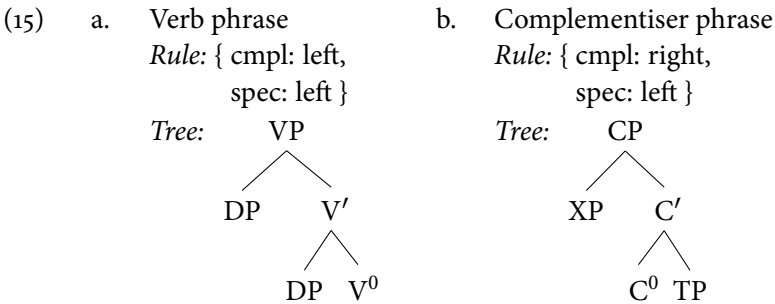 (15) a. Verb phrase b. Complementiser phrase
Rule: { cmpl: left, Rule: { cmpl: right,
spec: left } spec: left }
Tree: VP Tree: CP
DP V′ XP C′
DP V⁰ C⁰ TP